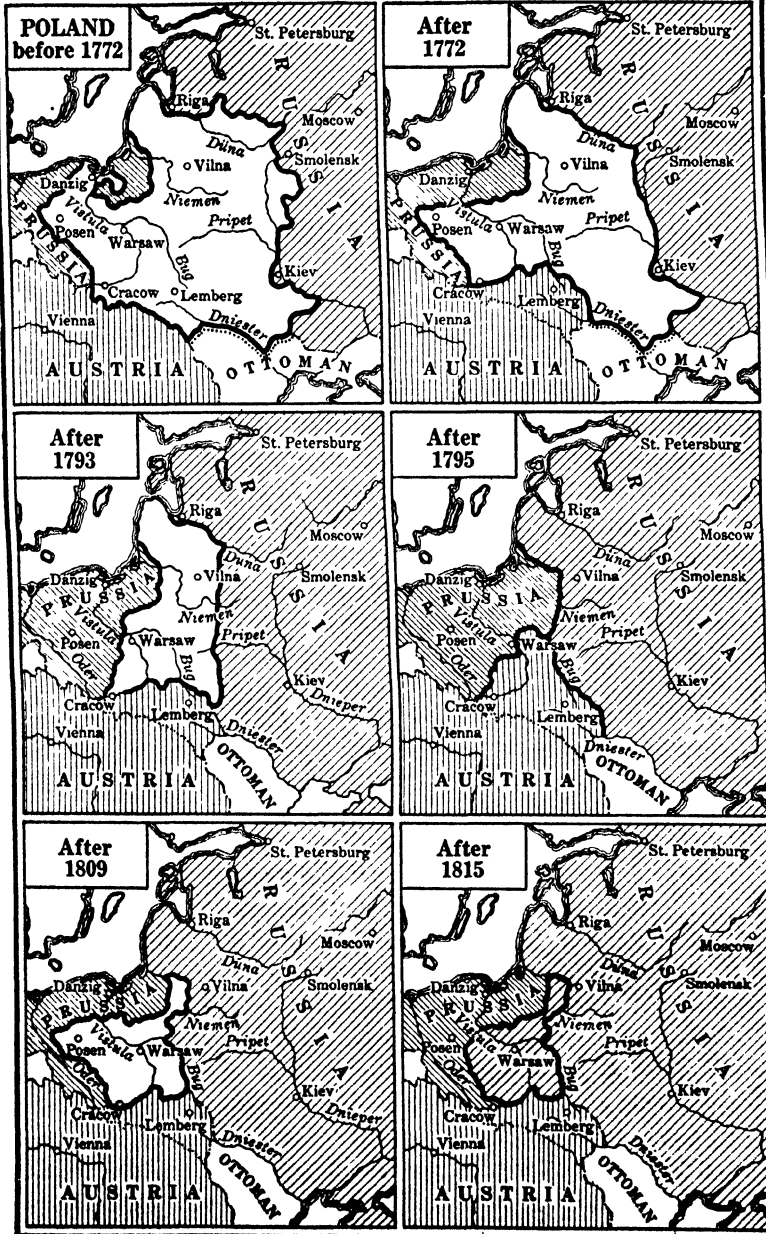 POLAND
before 1772
St. Petersburg
RUSSIA
Riga
Moscow
Düna
Smolensk
Vilna
Danzig
Niemen
Vistula
Posen
Warsaw
Pripet
PRUSSIA
Bug
Kiev
Cracow
Lemberg
Vienna
Dniester
AUSTRIA
OTTOMAN
After
1772
St. Petersburg
RUSSIA
Riga
Moscow
Düna
Smolensk
Vilna
Danzig
Niemen
Vistula
Posen
Warsaw
Pripet
PRUSSIA
Bug
Kiev
Cracow
Lemberg
Vienna
Dniester
AUSTRIA
OTTOMAN
After
1793
St. Petersburg
RUSSIA
Riga
Moscow
Düna
Smolensk
Danzig
Vilna
PRUSSIA
Vistula
Niemen
Posen
Warsaw
Pripet
Oder
Bug
Kiev
Cracow
Dnieper
Lemberg
Vienna
Dniester
AUSTRIA
OTTOMAN
After
1795
St. Petersburg
RUSSIA
Riga
Moscow
Düna
Smolensk
Danzig
Vilna
PRUSSIA
Vistula
Niemen
Posen
Warsaw
Pripet
Oder
Bug
Kiev
Cracow
Lemberg
Vienna
Dniester
AUSTRIA
OTTOMAN
After
1809
St. Petersburg
RUSSIA
Riga
Moscow
Düna
Smolensk
Danzig
Vilna
PRUSSIA
Niemen
Vistula
Posen
Warsaw
Pripet
Oder
Bug
Kiev
Cracow
Dnieper
Lemberg
Vienna
Dniester
AUSTRIA
OTTOMAN
After
1815
St. Petersburg
RUSSIA
Riga
Moscow
Düna
Smolensk
Danzig
Vilna
PRUSSIA
Niemen
Vistula
Posen
Warsaw
Pripet
Oder
Bug
Kiev
Cracow
Lemberg
Vienna
Dniester
AUSTRIA
OTTOMAN